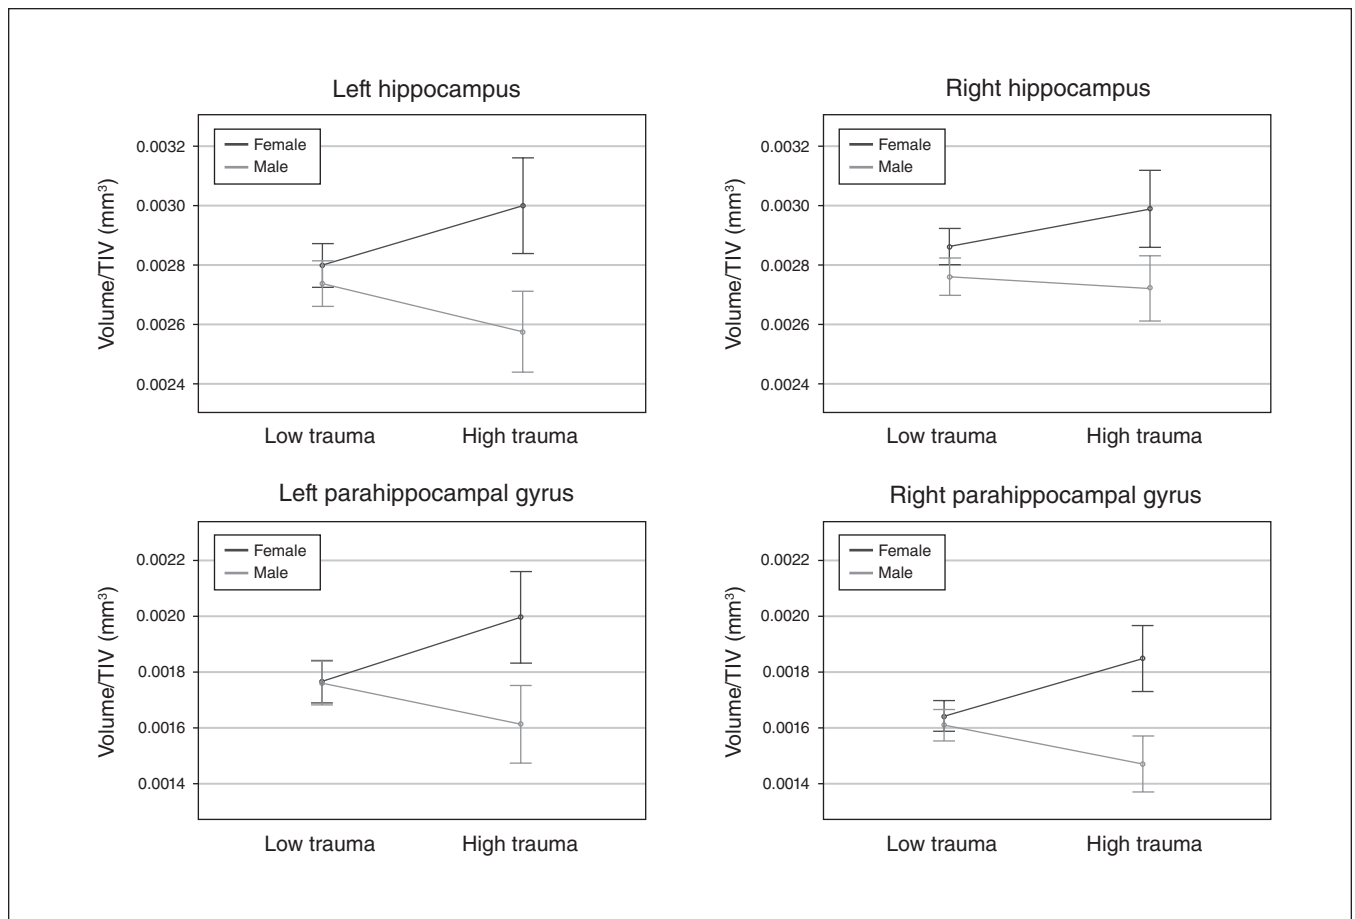 Left hippocampus
Female
Male
0.0032
0.0030
0.0028
0.0026
0.0024
Volume/TIV (mm³)
Low trauma
High trauma
Right hippocampus
Female
Male
0.0032
0.0030
0.0028
0.0026
0.0024
Volume/TIV (mm³)
Low trauma
High trauma
Left parahippocampal gyrus
Female
Male
0.0022
0.0020
0.0018
0.0016
0.0014
Volume/TIV (mm³)
Low trauma
High trauma
Right parahippocampal gyrus
Female
Male
0.0022
0.0020
0.0018
0.0016
0.0014
Volume/TIV (mm³)
Low trauma
High trauma